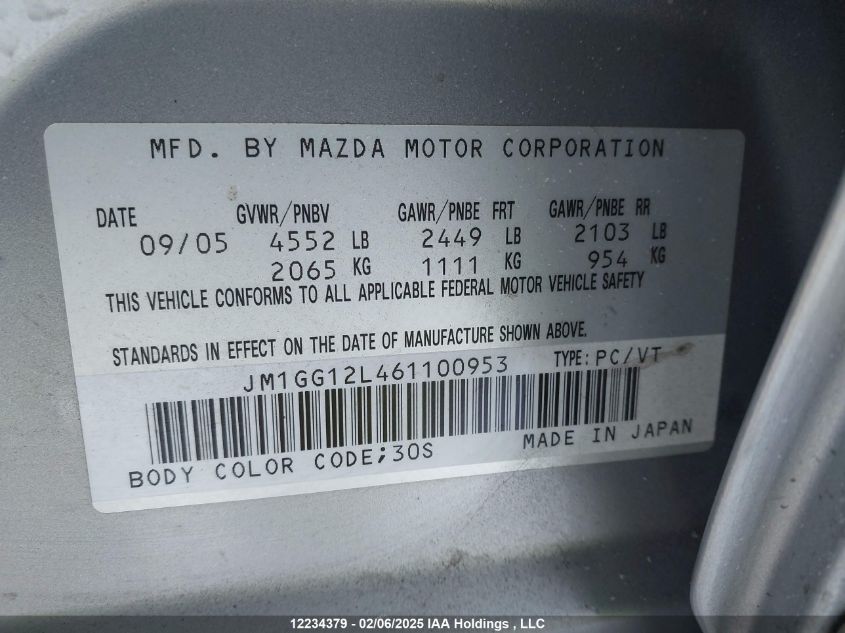 MFD. BY MAZDA MOTOR CORPORATION
DATE GVWR/PNBV GAWR/PNBE FRT GAWR/PNBE RR
09/05 4552 LB 2449 LB 2103 LB
2065 KG 1111 KG 954 KG
THIS VEHICLE CONFORMS TO ALL APPLICABLE FEDERAL MOTOR VEHICLE SAFETY
STANDARDS IN EFFECT ON THE DATE OF MANUFACTURE SHOWN ABOVE.
JM1GG12L461100953 TYPE: PC/VT
BODY COLOR CODE;30S MADE IN JAPAN
12234379 - 02/06/2025 IAA Holdings , LLC